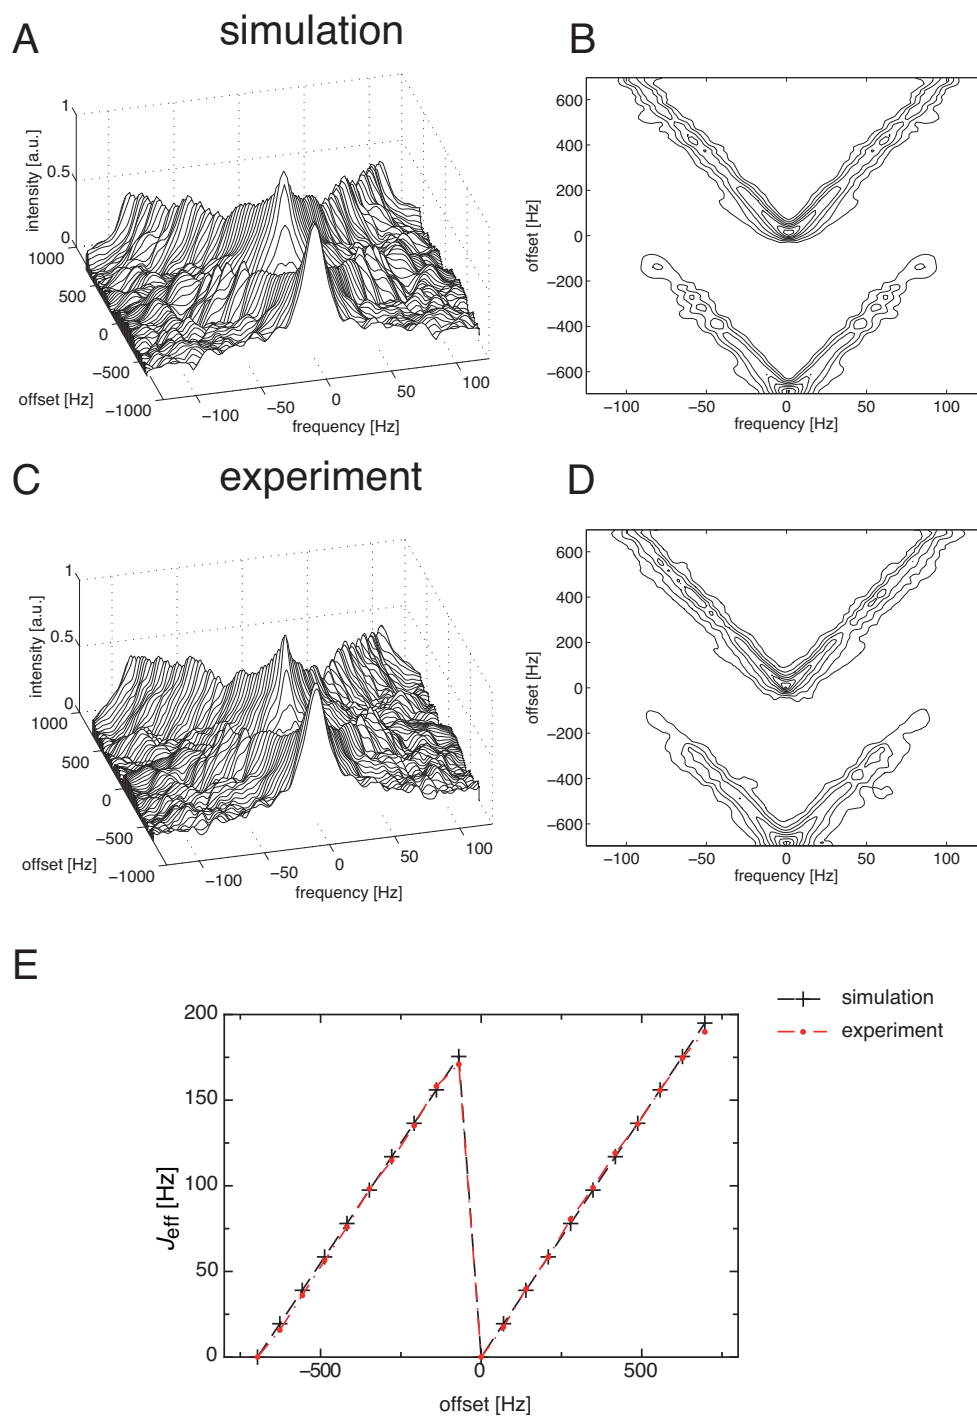 A simulation
1
0.5
0
intensity [a.u.]
1000
500
0
−500
−1000
offset [Hz]
−100 −50 0 50 100
frequency [Hz]
B
600
400
200
0
−200
−400
−600
offset [Hz]
−100 −50 0 50 100
frequency [Hz]
C experiment
1
0.5
0
intensity [a.u.]
1000
500
0
−500
−1000
offset [Hz]
−100 −50 0 50 100
frequency [Hz]
D
600
400
200
0
−200
−400
−600
offset [Hz]
−100 −50 0 50 100
frequency [Hz]
E
simulation
experiment
200
150
100
50
0
Jeff [Hz]
−500 0 500
offset [Hz]